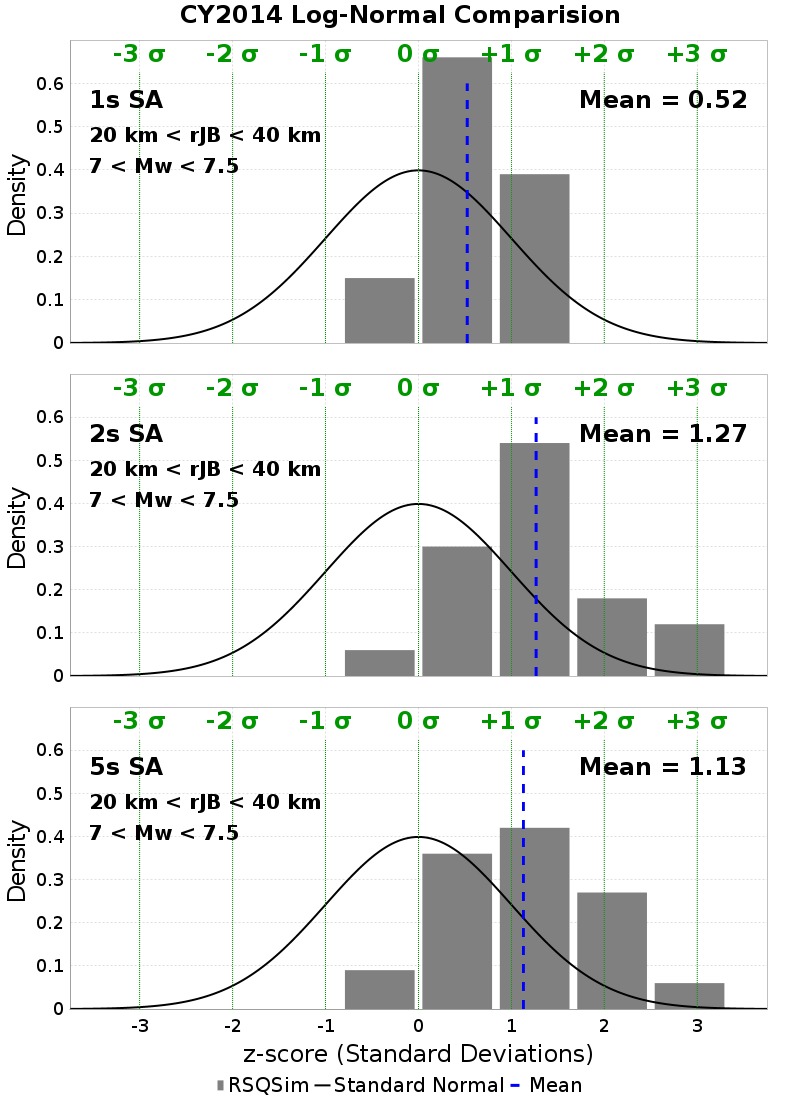 CY2014 Log-Normal Comparision
-3 σ -2 σ -1 σ 0 σ +1 σ +2 σ +3 σ
1s SA
Mean = 0.52
20 km < rJB < 40 km
7 < Mw < 7.5
Density
0.6
0.5
0.4
0.3
0.2
0.1
0
-3 σ -2 σ -1 σ 0 σ +1 σ +2 σ +3 σ
2s SA
Mean = 1.27
20 km < rJB < 40 km
7 < Mw < 7.5
Density
0.6
0.5
0.4
0.3
0.2
0.1
0
-3 σ -2 σ -1 σ 0 σ +1 σ +2 σ +3 σ
5s SA
Mean = 1.13
20 km < rJB < 40 km
7 < Mw < 7.5
Density
0.6
0.5
0.4
0.3
0.2
0.1
0
-3 -2 -1 0 1 2 3
z-score (Standard Deviations)
RSQSim Standard Normal Mean